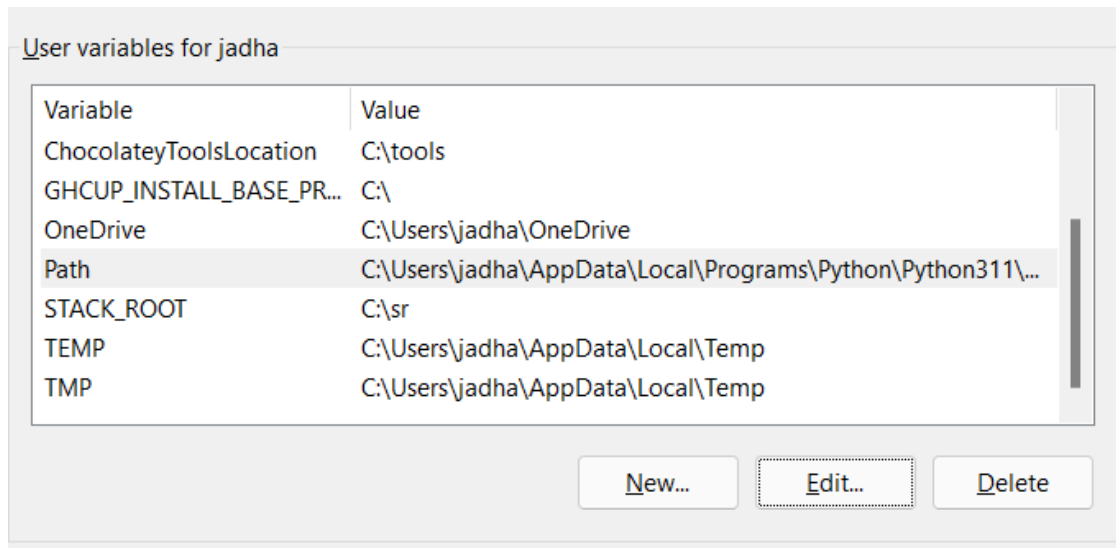 User variables for jadha
Variable Value
ChocolateyToolsLocation C:\tools
GHCUP_INSTALL_BASE_PR... C:\
OneDrive C:\Users\jadha\OneDrive
Path C:\Users\jadha\AppData\Local\Programs\Python\Python311\...
STACK_ROOT C:\sr
TEMP C:\Users\jadha\AppData\Local\Temp
TMP C:\Users\jadha\AppData\Local\Temp
New... Edit... Delete